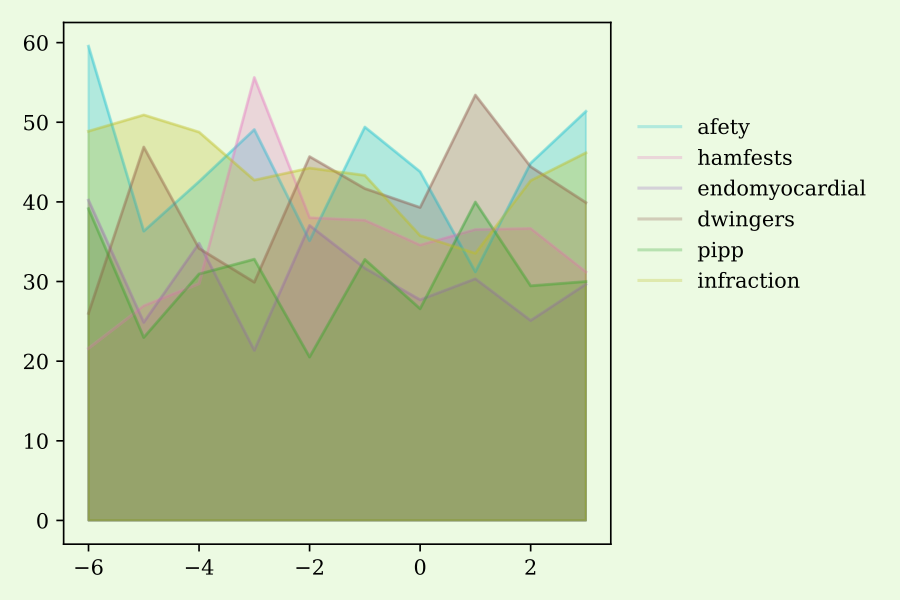 60
50
40
30
20
10
0
−6 −4 −2 0 2
afety
hamfests
endomyocardial
dwingers
pipp
infraction